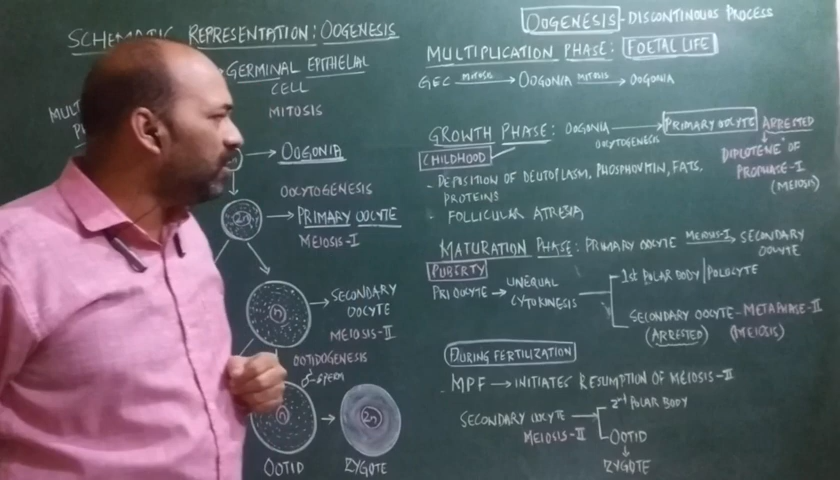 SCHEMATIC REPRESENTATION: OOGENESIS
GERMINAL EPITHELIAL
CELL
MITOSIS
OOGONIA
OOCYTOGENESIS
2n
PRIMARY OOCYTE
MEIOSIS-I
n
SECONDARY
OOCYTE
MEIOSIS-II
OOTIDOGENESIS
♂ SPERM
n
2n
OOTID
ZYGOTE
OOGENESIS - DISCONTINOUS PROCESS
MULTIPLICATION PHASE: FOETAL LIFE
GEC MITOSIS OOGONIA MITOSIS OOGONIA
GROWTH PHASE: OOGONIA OOCYTOGENESIS PRIMARY OOCYTE ARRESTED
CHILDHOOD
DIPLOTENE OF
PROPHASE-I
(MEIOSIS)
- DEPOSITION OF DEUTOPLASM, PHOSPHOVITIN, FATS,
PROTEINS
- FOLLICULAR ATRESIA
MATURATION PHASE: PRIMARY OOCYTE MEIOSIS-I SECONDARY
OOCYTE
PUBERTY
PRI OOCYTE UNEQUAL
CYTOKINESIS
1st POLAR BODY / POLOCYTE
SECONDARY OOCYTE - METAPHASE-II
(ARRESTED) (MEIOSIS)
DURING FERTILIZATION
- MPF INITIATES RESUMPTION OF MEIOSIS-II
2nd POLAR BODY
SECONDARY OOCYTE
MEIOSIS-II
OOTID
ZYGOTE